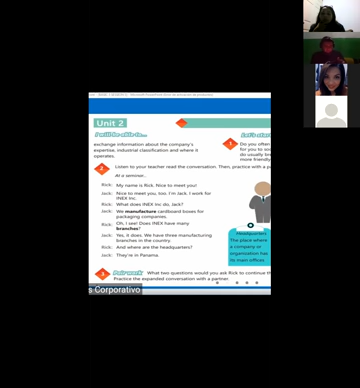 Unit 2
I will be able to...
exchange information about the company's
expertise, industrial classification and where it
operates.
Let's star
1 Do you often
for you to so
do usually tor
more friendly
2 Listen to your teacher read the conversation. Then, practice with a pa
At a seminar.
Rick: My name is Rick. Nice to meet you!
Jack: Nice to meet you, too. I'm Jack. I work for
INEX Inc.
Rick: What does INEX Inc do, Jack?
Jack: We manufacture cardboard boxes for
packaging companies.
Rick: Oh, I see! Does INEX have many
branches?
Jack: Yes, it does. We have three manufacturing
branches in the country.
Rick: And where are the headquarters?
Jack: They're in Panama.
Headquarters
The place where
a company or
organisation has
its main offices
3 Pair work What two questions would you ask Rick to continue th
Practice the expanded conversation with a partner.
s Corporativo